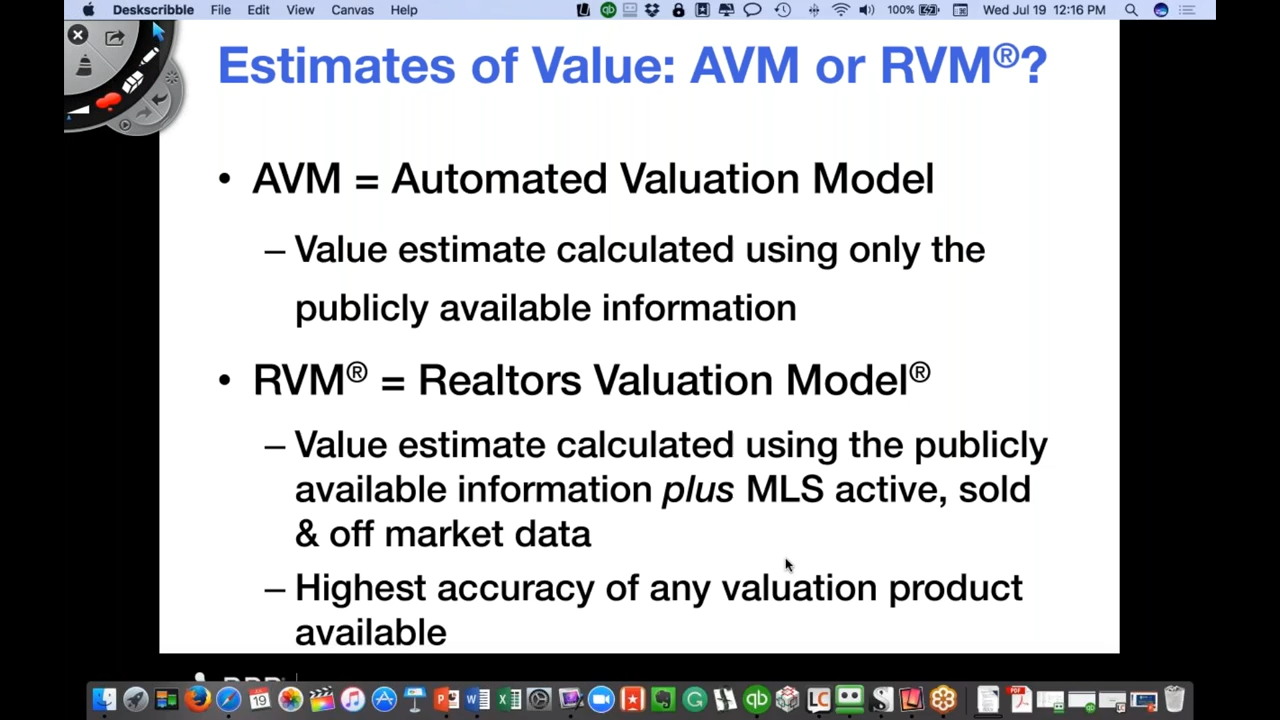 Deskscribble File Edit View Canvas Help 100% Wed Jul 19 12:16 PM
Estimates of Value: AVM or RVM®?
• AVM = Automated Valuation Model
– Value estimate calculated using only the
publicly available information
• RVM® = Realtors Valuation Model®
– Value estimate calculated using the publicly
available information plus MLS active, sold
& off market data
– Highest accuracy of any valuation product
available